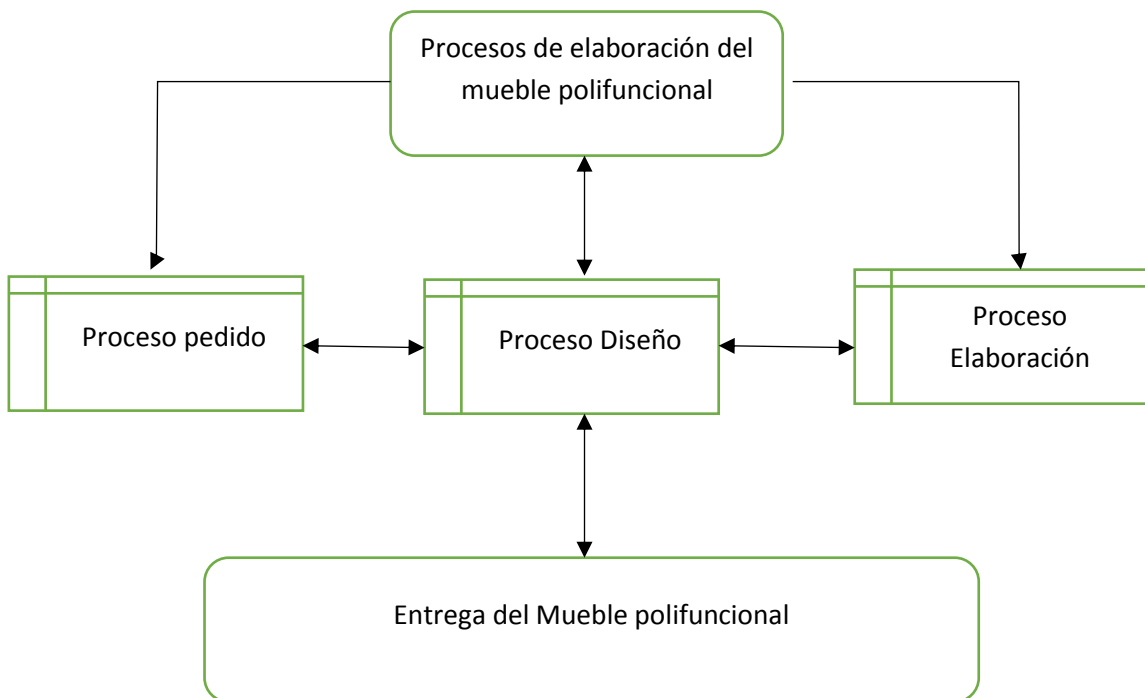 Procesos de elaboración del
mueble polifuncional
Proceso pedido
Proceso Diseño
Proceso
Elaboración
Entrega del Mueble polifuncional